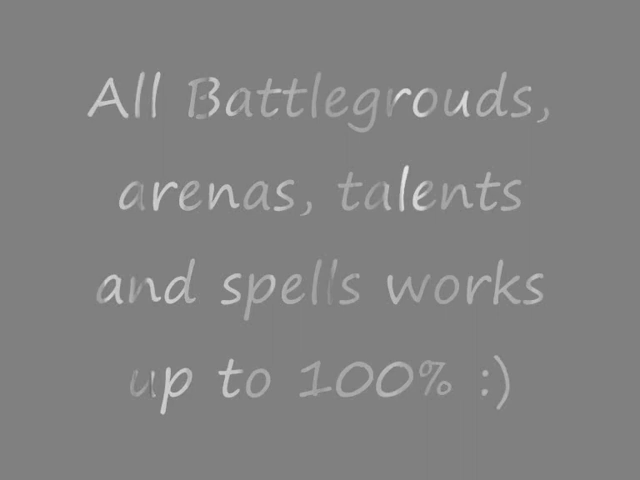 All Battlegrouds,
arenas, talents
and spells works
up to 100% :)